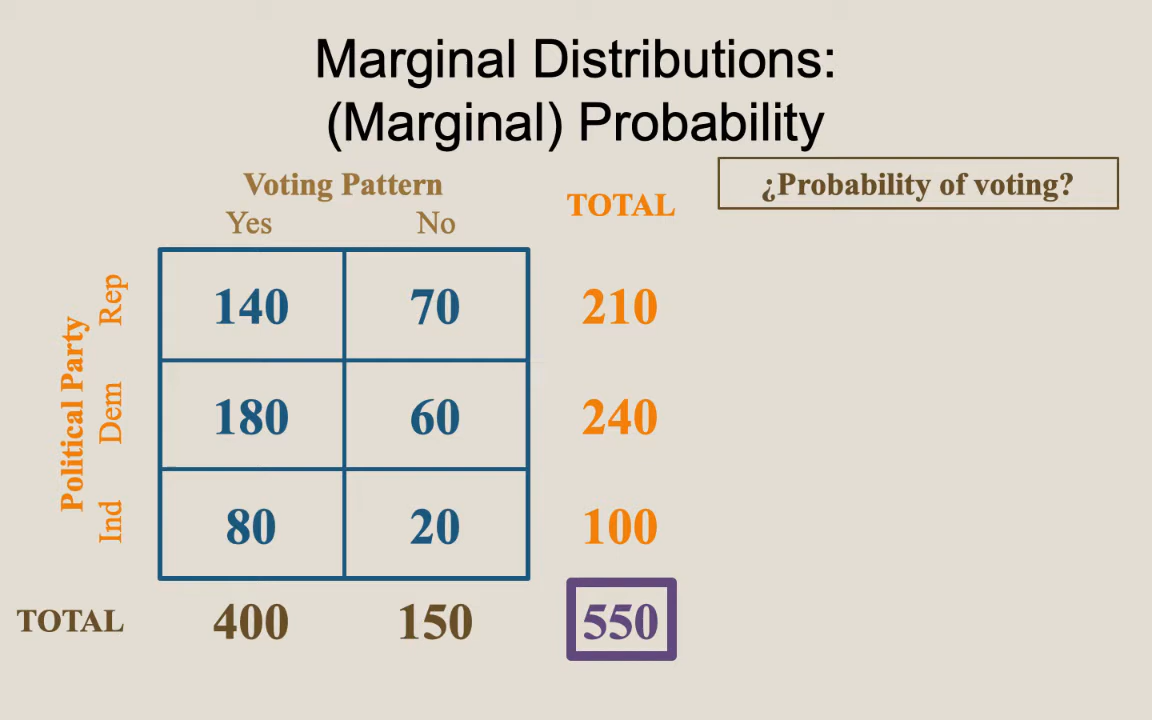 Marginal Distributions:
(Marginal) Probability
¿Probability of voting?
Voting Pattern
Yes No TOTAL
Political Party
Rep 140 70 210
Dem 180 60 240
Ind 80 20 100
TOTAL 400 150 550